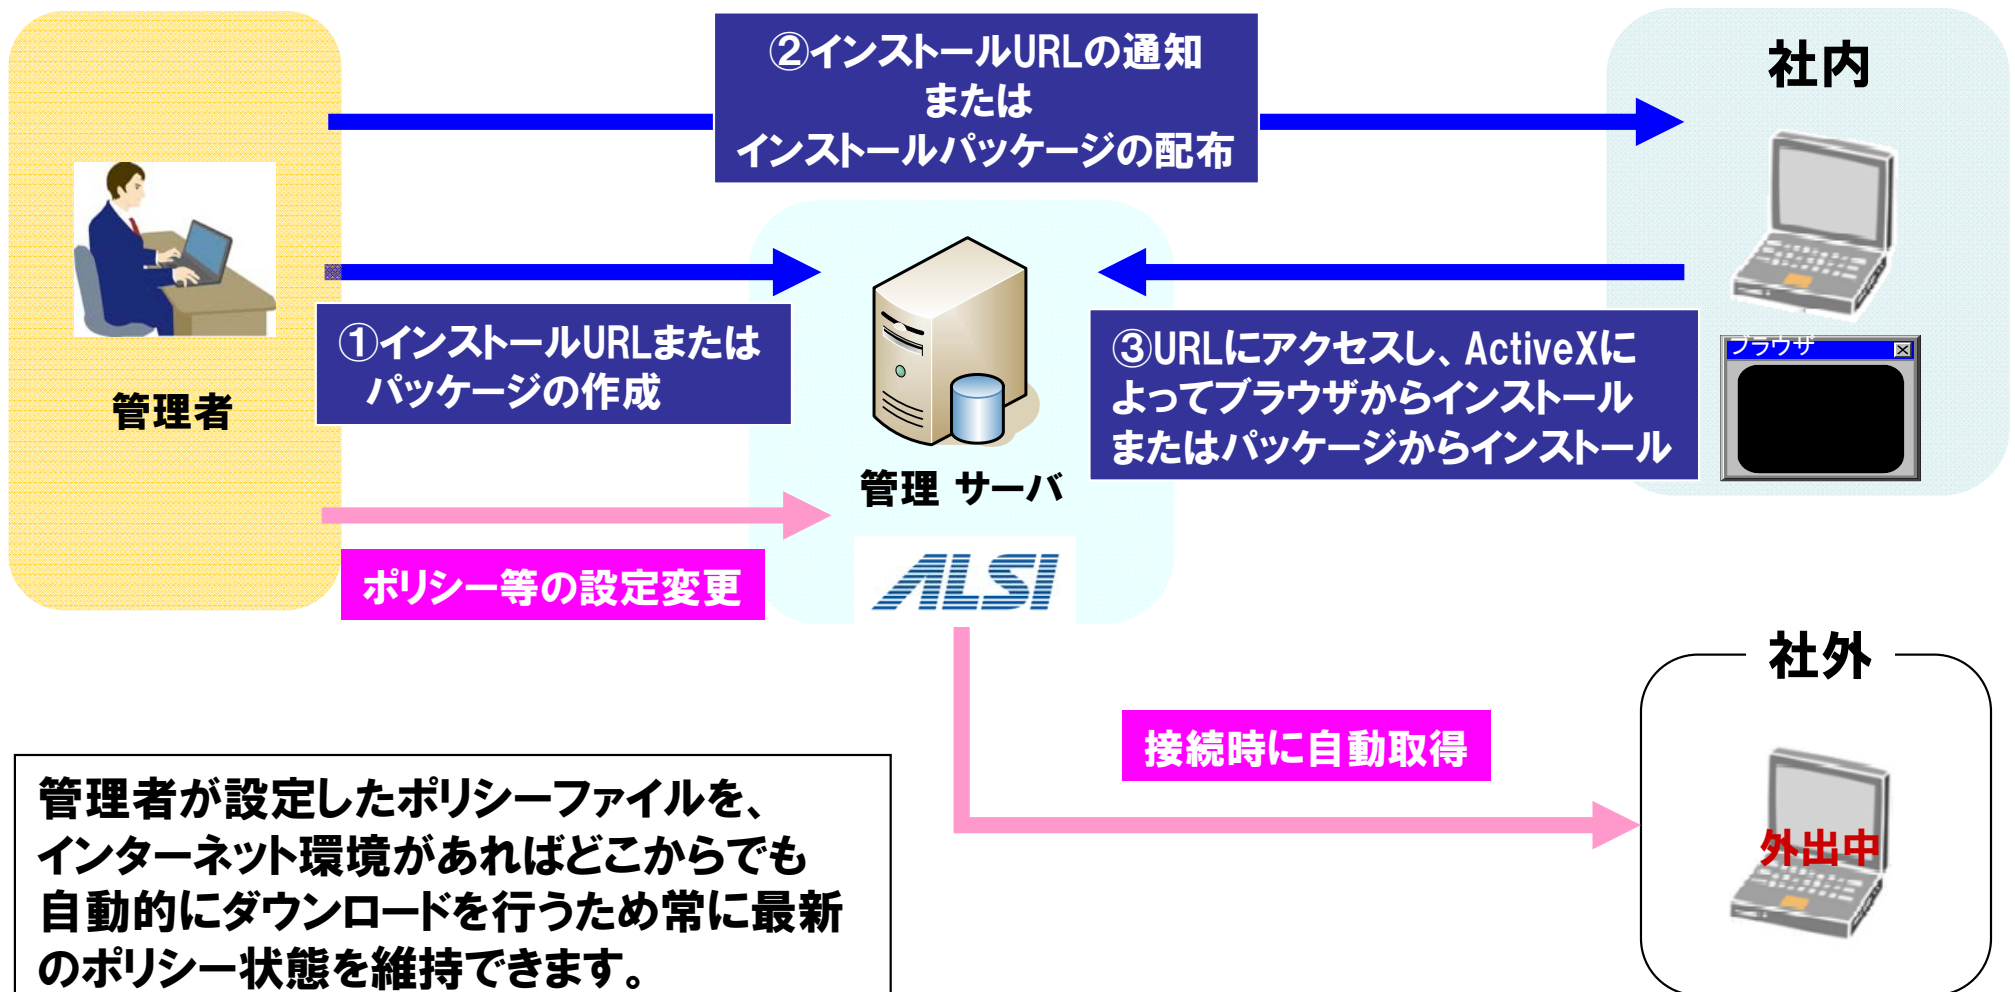 ②インストールURLの通知
または
インストールパッケージの配布
社内
①インストールURLまたは
パッケージの作成
管理者
管理 サーバ
③URLにアクセスし、ActiveXに
よってブラウザからインストール
またはパッケージからインストール
ブラウザ
ポリシー等の設定変更
ALSI
社外
接続時に自動取得
外出中
管理者が設定したポリシーファイルを、
インターネット環境があればどこからでも
自動的にダウンロードを行うため常に最新
のポリシー状態を維持できます。